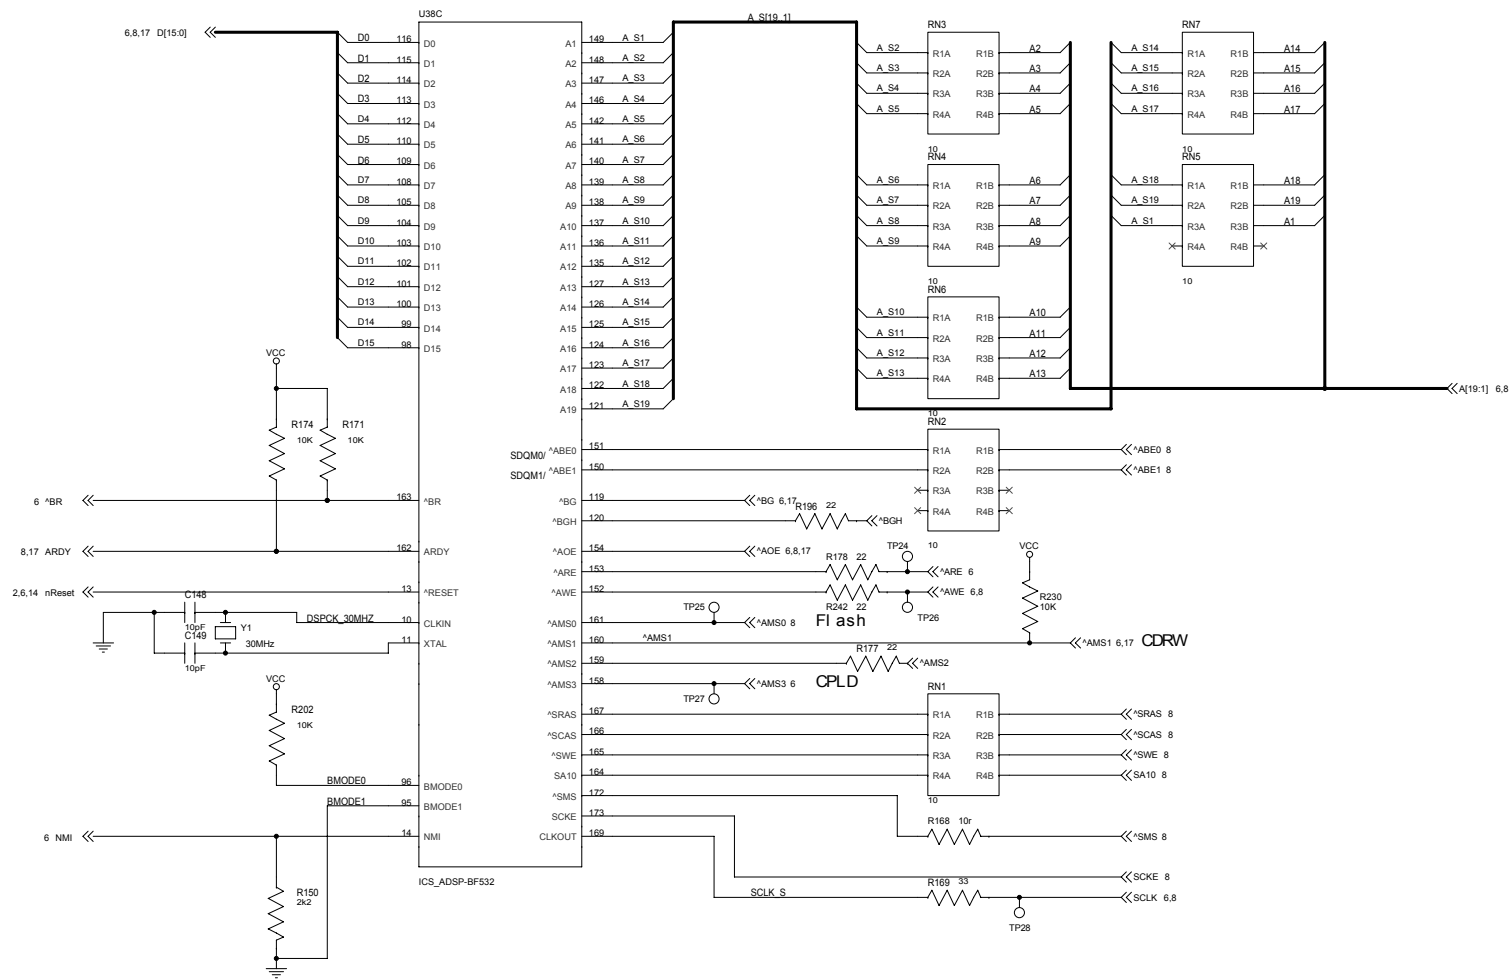 6,8,17 D[15:0]
U38C
D0 116 D0
D1 115 D1
D2 114 D2
D3 113 D3
D4 112 D4
D5 110 D5
D6 109 D6
D7 108 D7
D8 105 D8
D9 104 D9
D10 103 D10
D11 102 D11
D12 101 D12
D13 100 D13
D14 99 D14
D15 98 D15
A1 149 A_S1
A2 148 A_S2
A3 147 A_S3
A4 146 A_S4
A5 142 A_S5
A6 141 A_S6
A7 140 A_S7
A8 139 A_S8
A9 138 A_S9
A10 137 A_S10
A11 136 A_S11
A12 135 A_S12
A13 127 A_S13
A14 126 A_S14
A15 125 A_S15
A16 124 A_S16
A17 123 A_S17
A18 122 A_S18
A19 121 A_S19
A_S[19..1]
RN3
A_S2 R1A R1B A2
A_S3 R2A R2B A3
A_S4 R3A R3B A4
A_S5 R4A R4B A5
10
RN4
A_S6 R1A R1B A6
A_S7 R2A R2B A7
A_S8 R3A R3B A8
A_S9 R4A R4B A9
10
RN6
A_S10 R1A R1B A10
A_S11 R2A R2B A11
A_S12 R3A R3B A12
A_S13 R4A R4B A13
10
RN7
A_S14 R1A R1B A14
A_S15 R2A R2B A15
A_S16 R3A R3B A16
A_S17 R4A R4B A17
10
RN5
A_S18 R1A R1B A18
A_S19 R2A R2B A19
A_S1 R3A R3B A1
R4A R4B
10
A[19:1] 6,8
RN2
SDQM0/ ^ABE0 151 R1A R1B ^ABE0 8
SDQM1/ ^ABE1 150 R2A R2B ^ABE1 8
R3A R3B
R4A R4B
10
VCC
R174
10K
R171
10K
6 ^BR 163 ^BR
8,17 ARDY 162 ARDY
2,6,14 nReset 13 ^RESET
C148
10pF
C149
10pF
Y1
30MHz
DSPCK_30MHZ 10 CLKIN
11 XTAL
VCC
R202
10K
BMODE0 96 BMODE0
BMODE1 95 BMODE1
6 NMI 14 NMI
R150
2k2
ICS_ADSP-BF532
^BG 119 ^BG 6,17
^BGH 120 R196 22 ^BGH
^AOE 154 ^AOE 6,8,17
^ARE 153 R178 22 TP24 ^ARE 6
^AWE 152 R242 22 TP26 ^AWE 6,8
Flash
^AMS0 161 TP25 ^AMS0 8
VCC
R230
10K
^AMS1 160 ^AMS1 ^AMS1 6,17 CDRW
^AMS2 159 R177 22 ^AMS2
CPLD
^AMS3 158 TP27 ^AMS3 6
RN1
^SRAS 167 R1A R1B ^SRAS 8
^SCAS 166 R2A R2B ^SCAS 8
^SWE 165 R3A R3B ^SWE 8
SA10 164 R4A R4B SA10 8
10
^SMS 172 R168 10r ^SMS 8
SCKE 173 SCKE 8
CLKOUT 169 SCLK_S R169 33 SCLK 6,8
TP28